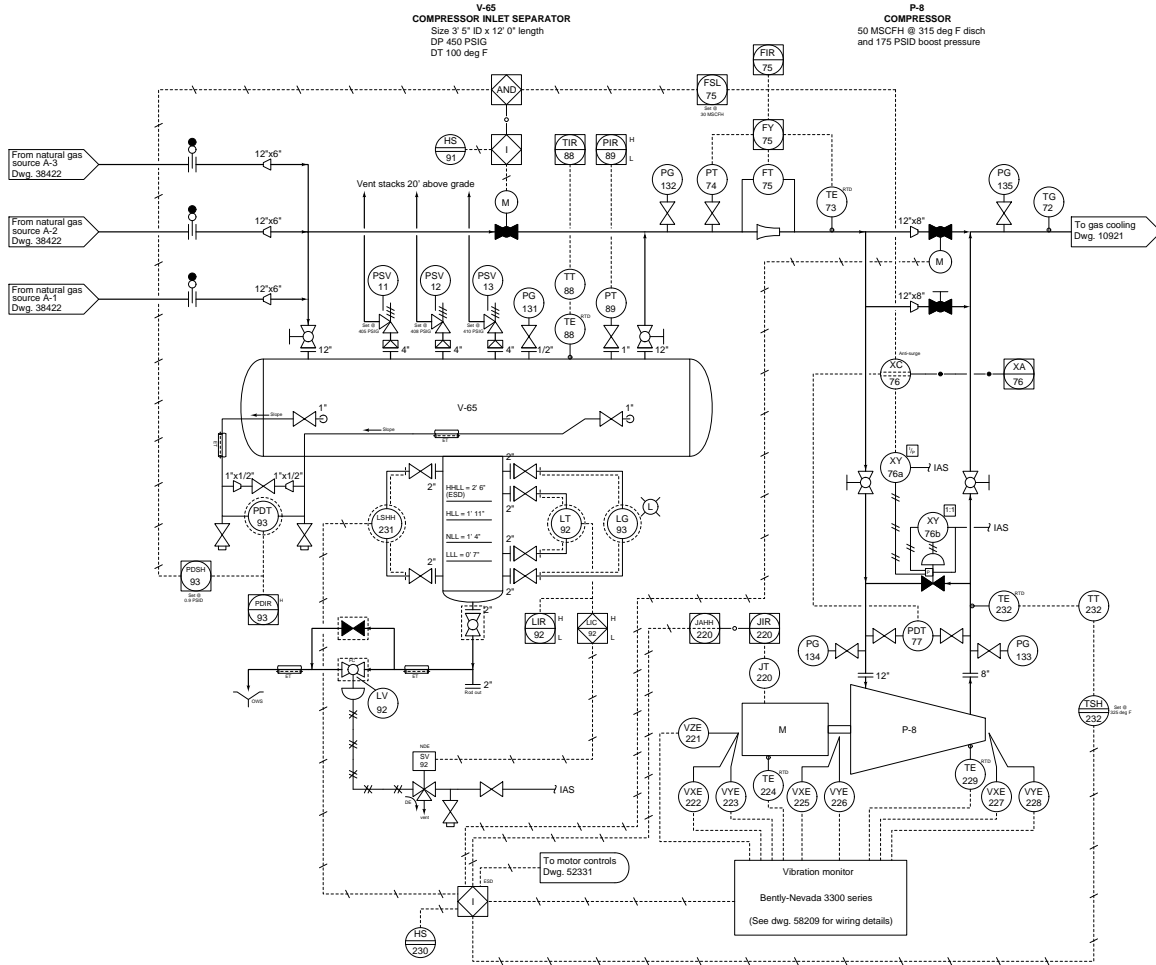 V-65
COMPRESSOR INLET SEPARATOR
Size 3' 5" ID x 12' 0" length
DP 450 PSIG
DT 100 deg F
P-8
COMPRESSOR
50 MSCFH @ 315 deg F disch
and 175 PSID boost pressure
FIR
75
AND
FSL
75
Set @
30 MSCFH
HS
91
I
TIR
88
PIR
89
H
L
FY
75
From natural gas
source A-3
Dwg. 38422
12"x6"
Vent stacks 20' above grade
M
PG
132
PT
74
FT
75
TE
73
RTD
PG
135
TG
72
From natural gas
source A-2
Dwg. 38422
12"x6"
12"x8"
To gas cooling
Dwg. 10921
M
From natural gas
source A-1
Dwg. 38422
12"x6"
PSV
11
PSV
12
PSV
13
PG
131
TT
88
PT
89
12"x8"
Set @
405 PSIG
Set @
408 PSIG
Set @
410 PSIG
TE
88
RTD
12"
4"
4"
4"
1/2"
1"
12"
Anti-surge
XC
76
XA
76
V-65
1"
1"
Slope
Slope
ET
ET
1"x1/2"
1"x1/2"
PDT
93
2"
2"
2"
2"
2"
2"
HHLL = 2' 6"
(ESD)
HLL = 1' 11"
NLL = 1' 4"
LLL = 0' 7"
LSHH
231
LT
92
LG
93
L
XY
76a
I/P
IAS
XY
76b
1:1
IAS
P
PDSH
93
Set @
0.9 PSID
PDIR
93
H
2"
LIR
92
H
L
LIC
92
H
L
JAHH
220
JIR
220
TE
232
RTD
TT
232
PDT
77
PG
134
PG
133
JT
220
12"
8"
OWS
ET
ET
LV
92
2"
Rod out
TSH
232
Set @
325 deg F
VZE
221
M
P-8
NDE
SV
92
DE
vent
IAS
VXE
222
VYE
223
TE
224
RTD
VXE
225
VYE
226
TE
229
RTD
VXE
227
VYE
228
To motor controls
Dwg. 52331
ESD
I
HS
230
Vibration monitor
Bently-Nevada 3300 series
(See dwg. 58209 for wiring details)